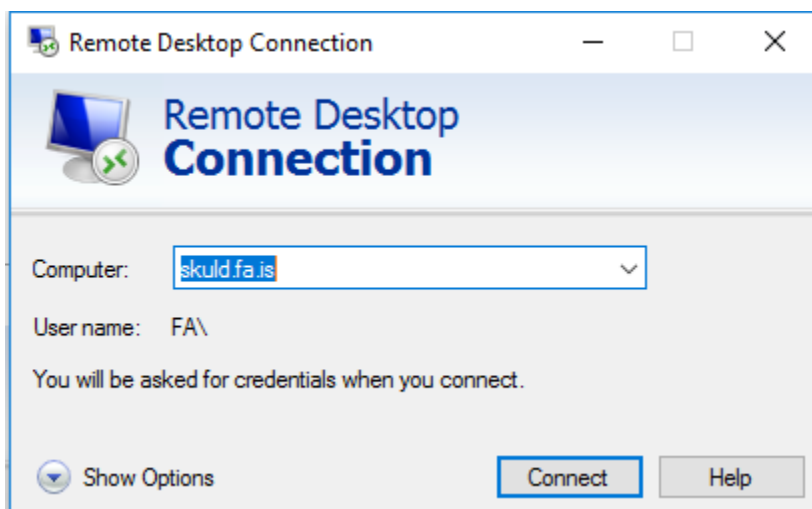 Remote Desktop Connection
Remote Desktop
Connection
Computer: skuld.fa.is
User name: FA\
You will be asked for credentials when you connect.
Show Options Connect Help